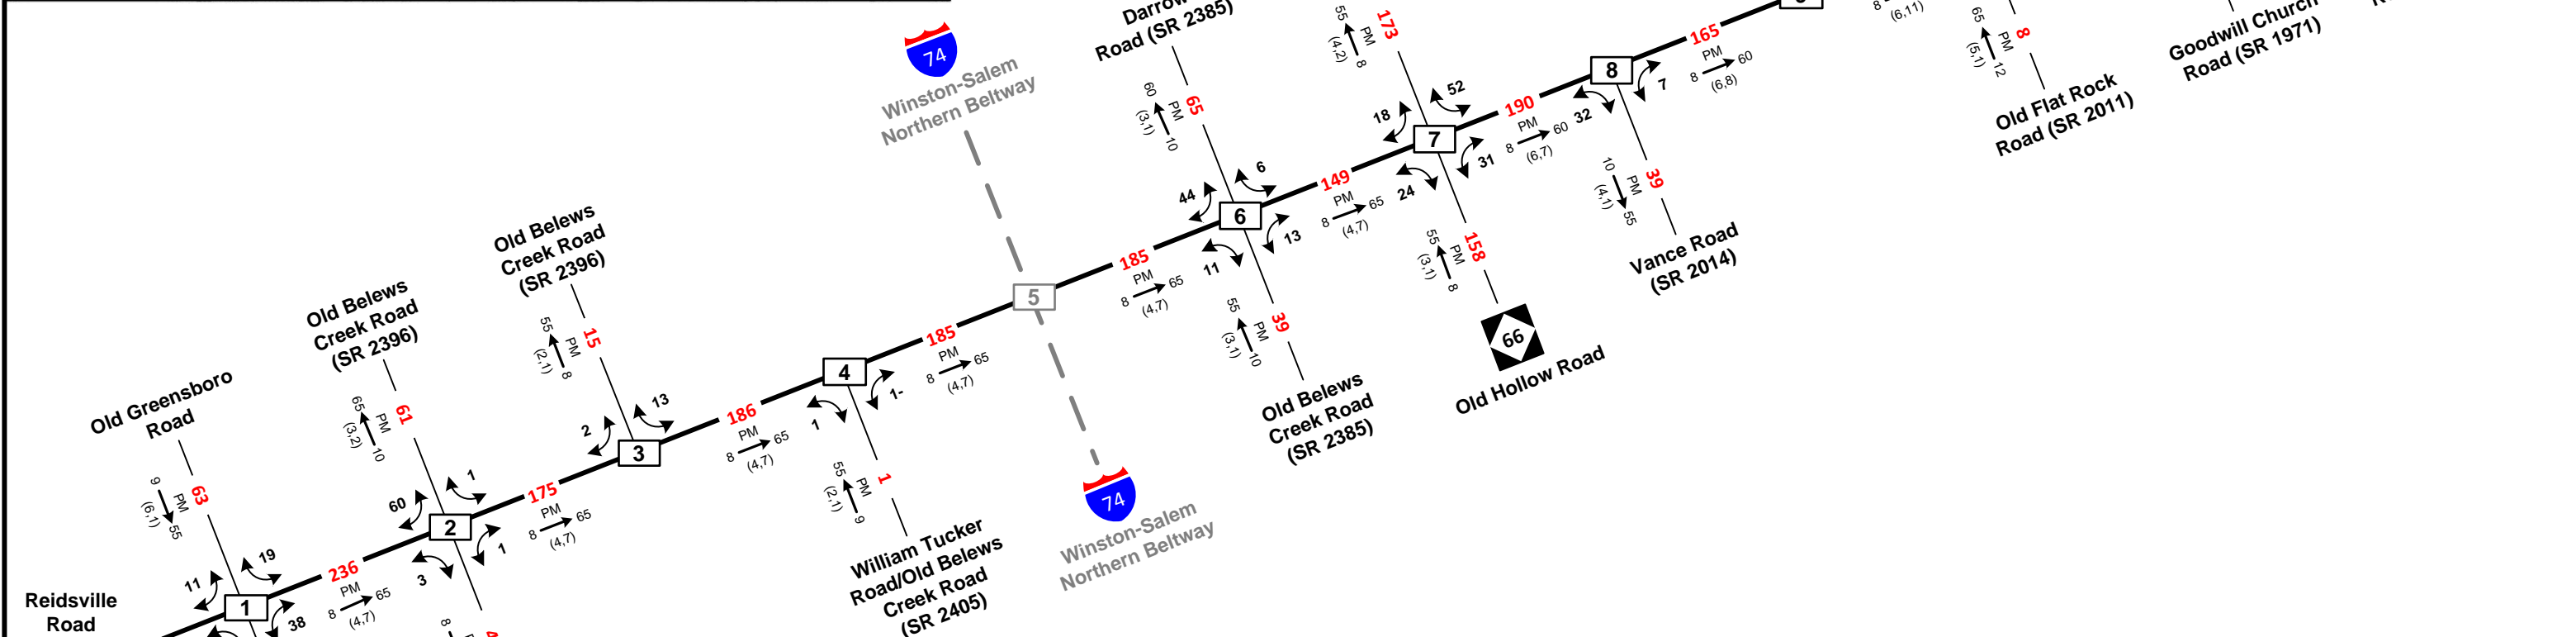 Darrow
Road (SR 2385)
74
Winston-Salem
Northern Beltway
60
PM
(3,1)
10
65
44
6
6
11
13
55
PM
(3,1)
10
39
Old Belews
Creek Road
(SR 2385)
55
PM
(4,2)
8
173
18
52
7
24
31
55
PM
(3,1)
8
158
66
Old Hollow Road
149
PM
8
65
(4,7)
190
PM
8
60
(6,7)
8
32
7
10
PM
(4,1)
55
39
Vance Road
(SR 2014)
165
PM
8
60
(6,8)
8
(6,11)
65
PM
(5,1)
12
8
Old Flat Rock
Road (SR 2011)
Goodwill Church
Road (SR 1971)
185
PM
8
65
(4,7)
5
74
Winston-Salem
Northern Beltway
185
PM
8
65
(4,7)
4
1
1-
55
PM
(2,1)
9
1
William Tucker
Road/Old Belews
Creek Road
(SR 2405)
186
PM
8
65
(4,7)
Old Belews
Creek Road
(SR 2396)
55
PM
(2,1)
8
15
2
13
3
175
PM
8
65
(4,7)
Old Belews
Creek Road
(SR 2396)
65
PM
(3,2)
10
61
60
1
2
3
1
8
236
PM
8
65
(4,7)
Old Greensboro
Road
9
PM
(6,1)
55
63
11
19
1
38
Reidsville
Road